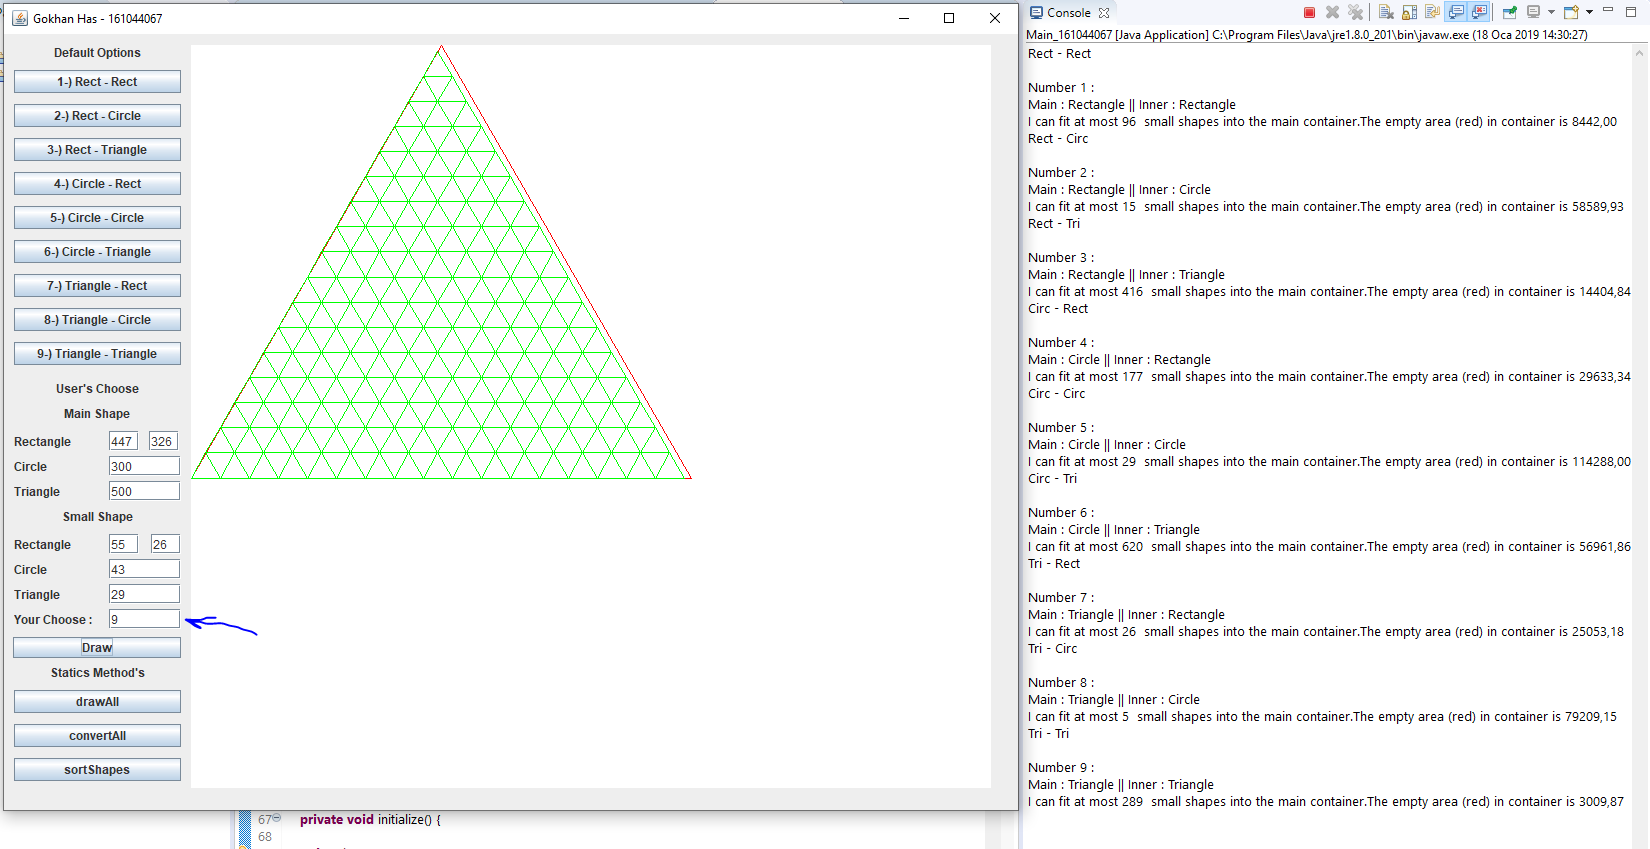 Gokhan Has - 161044067
Default Options
1-) Rect - Rect
2-) Rect - Circle
3-) Rect - Triangle
4-) Circle - Rect
5-) Circle - Circle
6-) Circle - Triangle
7-) Triangle - Rect
8-) Triangle - Circle
9-) Triangle - Triangle
User's Choose
Main Shape
Rectangle 447 326
Circle 300
Triangle 500
Small Shape
Rectangle 55 26
Circle 43
Triangle 29
Your Choose : 9
Draw
Statics Method's
drawAll
convertAll
sortShapes
67 private void initialize() {
68
Console
Main_161044067 [Java Application] C:\Program Files\Java\jre1.8.0_201\bin\javaw.exe (18 Oca 2019 14:30:27)
Rect - Rect
Number 1 :
Main : Rectangle || Inner : Rectangle
I can fit at most 96  small shapes into the main container.The empty area (red) in container is 8442,00
Rect - Circ
Number 2 :
Main : Rectangle || Inner : Circle
I can fit at most 15  small shapes into the main container.The empty area (red) in container is 58589,93
Rect - Tri
Number 3 :
Main : Rectangle || Inner : Triangle
I can fit at most 416  small shapes into the main container.The empty area (red) in container is 14404,84
Circ - Rect
Number 4 :
Main : Circle || Inner : Rectangle
I can fit at most 177  small shapes into the main container.The empty area (red) in container is 29633,34
Circ - Circ
Number 5 :
Main : Circle || Inner : Circle
I can fit at most 29  small shapes into the main container.The empty area (red) in container is 114288,00
Circ - Tri
Number 6 :
Main : Circle || Inner : Triangle
I can fit at most 620  small shapes into the main container.The empty area (red) in container is 56961,86
Tri - Rect
Number 7 :
Main : Triangle || Inner : Rectangle
I can fit at most 26  small shapes into the main container.The empty area (red) in container is 25053,18
Tri - Circ
Number 8 :
Main : Triangle || Inner : Circle
I can fit at most 5  small shapes into the main container.The empty area (red) in container is 79209,15
Tri - Tri
Number 9 :
Main : Triangle || Inner : Triangle
I can fit at most 289  small shapes into the main container.The empty area (red) in container is 3009,87